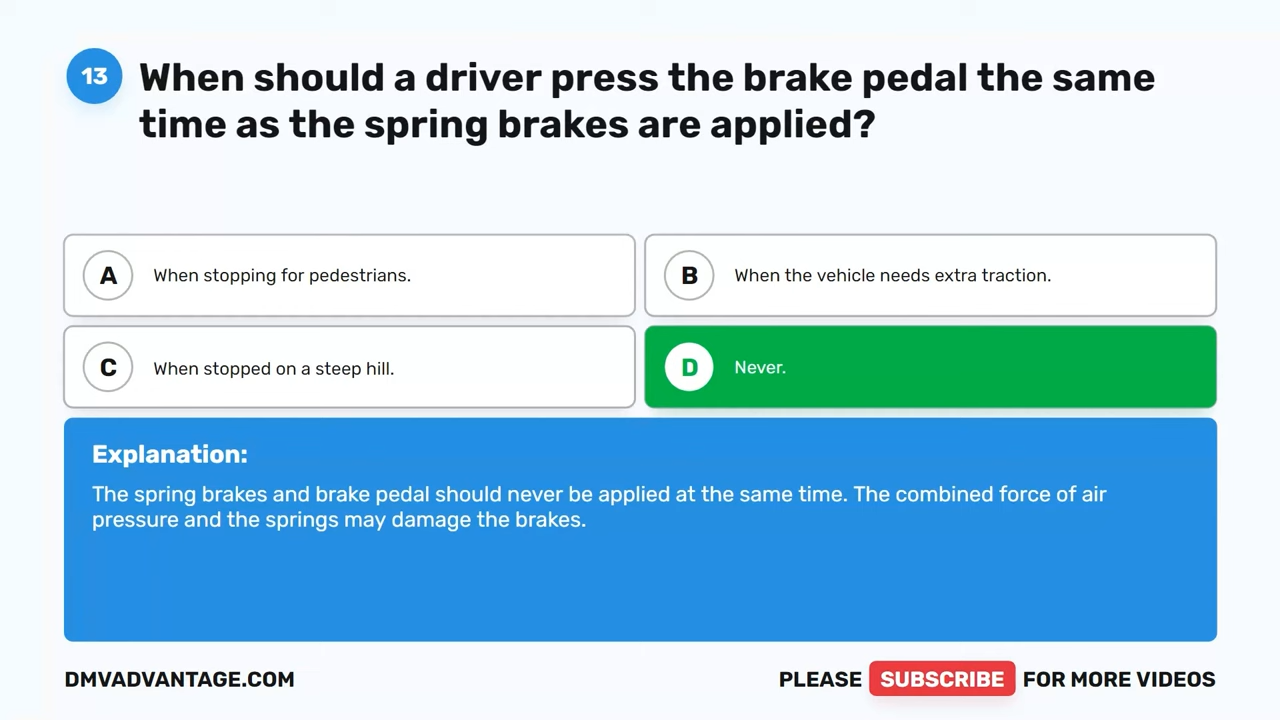 13
When should a driver press the brake pedal the same
time as the spring brakes are applied?
A
When stopping for pedestrians.
B
When the vehicle needs extra traction.
C
When stopped on a steep hill.
D
Never.
Explanation:
The spring brakes and brake pedal should never be applied at the same time. The combined force of air
pressure and the springs may damage the brakes.
DMVADVANTAGE.COM
PLEASE SUBSCRIBE FOR MORE VIDEOS